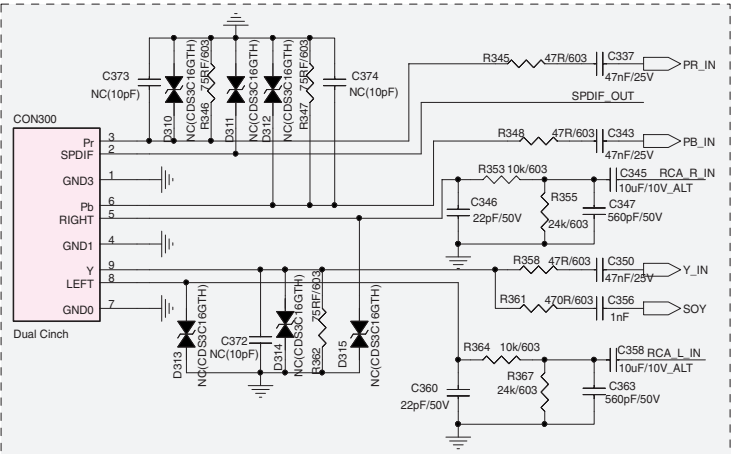 C373
NC(10pF)
D310
NC(CDS3C16GTH)
R346
75RF/603
D311
NC(CDS3C16GTH)
D312
NC(CDS3C16GTH)
R347
75RF/603
C374
NC(10pF)
R345
47R/603
C337
47nF/25V
PR_IN
SPDIF_OUT
R348
47R/603
C343
47nF/25V
PB_IN
CON300
Pr
3
SPDIF
2
GND3
1
Pb
6
RIGHT
5
GND1
4
Y
9
LEFT
8
GND0
7
Dual Cinch
R353 10k/603
C345
RCA_R_IN
10uF/10V_ALT
C346
22pF/50V
R355
24k/603
C347
560pF/50V
R358
47R/603
C350
47nF/25V
Y_IN
R361
470R/603
C356
1nF
SOY
D313
NC(CDS3C16GTH)
C372
NC(10pF)
D314
NC(CDS3C16GTH)
R362
75RF/603
D315
NC(CDS3C16GTH)
R364
10k/603
C358
RCA_L_IN
10uF/10V_ALT
C360
22pF/50V
R367
24k/603
C363
560pF/50V